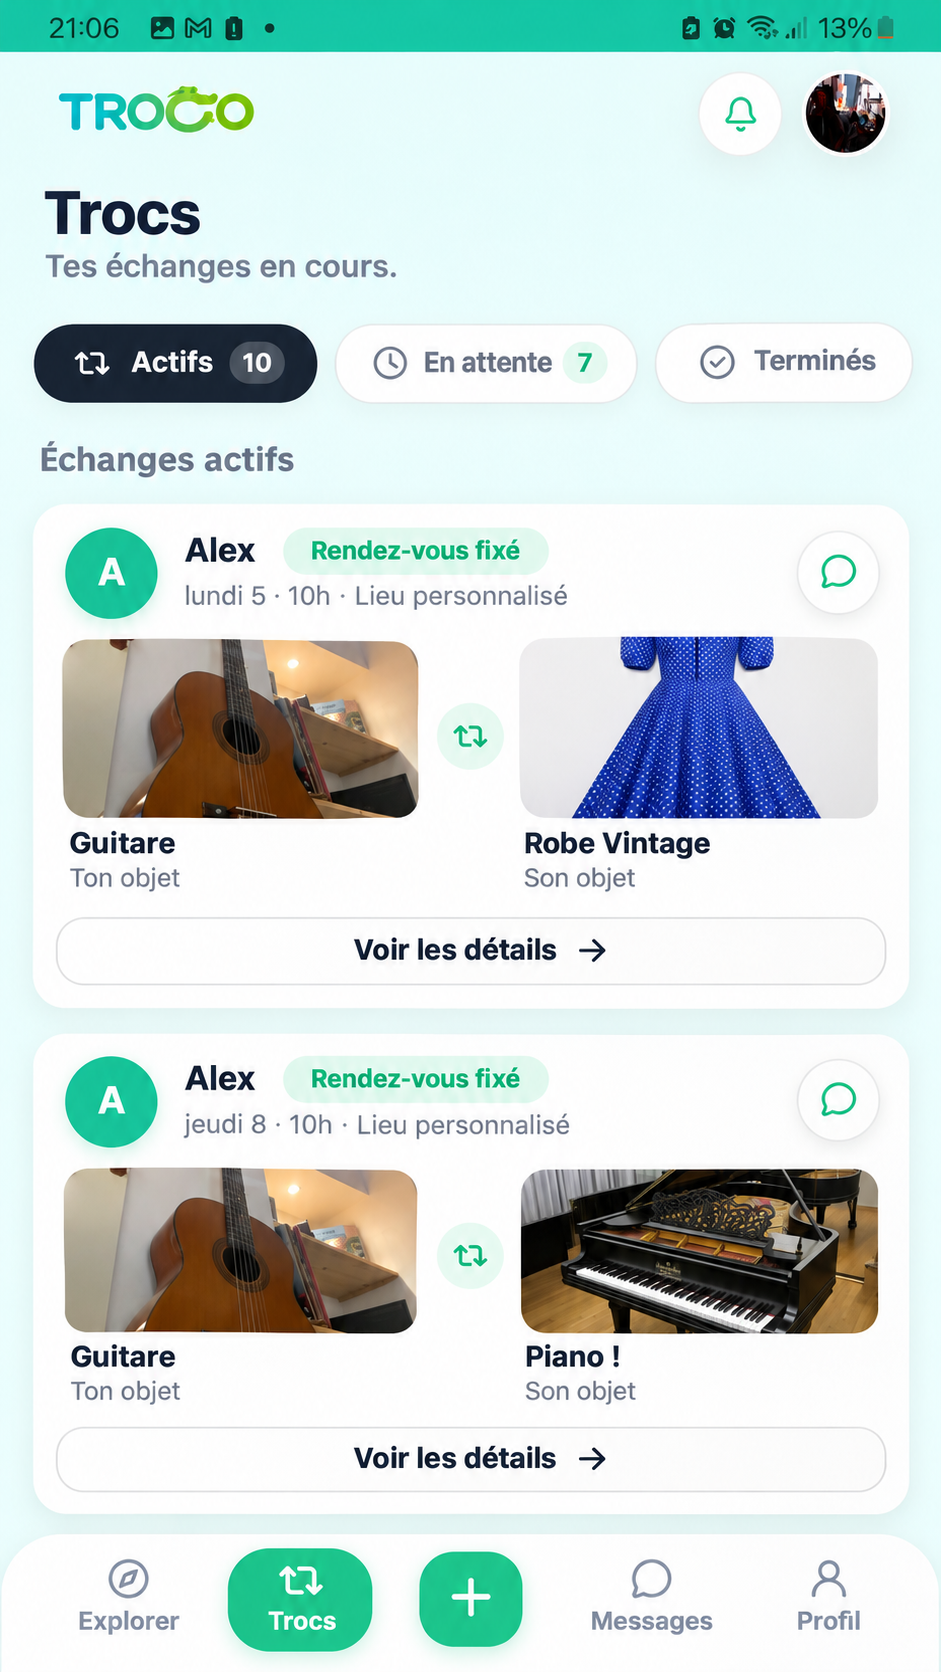 21:06 13%
TROCO
Trocs
Tes échanges en cours.
Actifs 10 En attente 7 Terminés
Échanges actifs
A Alex Rendez-vous fixé
lundi 5 · 10h · Lieu personnalisé
Guitare Robe Vintage
Ton objet Son objet
Voir les détails →
A Alex Rendez-vous fixé
jeudi 8 · 10h · Lieu personnalisé
Guitare Piano !
Ton objet Son objet
Voir les détails →
Explorer Trocs Messages Profil